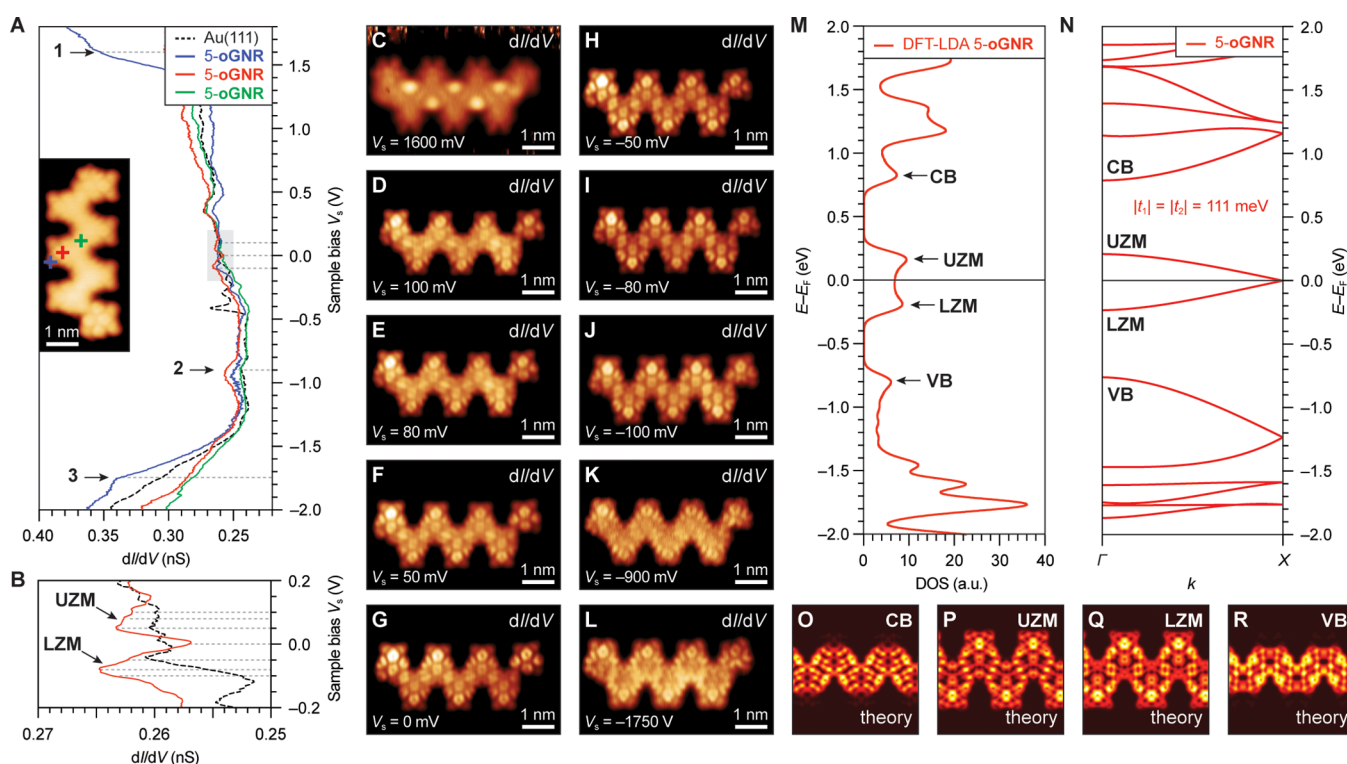 A
Au(111)
5-oGNR
5-oGNR
5-oGNR
1
2
3
1 nm
1.5
1.0
0.5
0.0
−0.5
−1.0
−1.5
−2.0
Sample bias Vs (V)
0.40 0.35 0.30 0.25
dI/dV (nS)
B
UZM
LZM
0.2
0.0
−0.2
Sample bias Vs (V)
0.27 0.26 0.25
dI/dV (nS)
C dI/dV
Vs = 1600 mV 1 nm
D dI/dV
Vs = 100 mV 1 nm
E dI/dV
Vs = 80 mV 1 nm
F dI/dV
Vs = 50 mV 1 nm
G dI/dV
Vs = 0 mV 1 nm
H dI/dV
Vs = −50 mV 1 nm
I dI/dV
Vs = −80 mV 1 nm
J dI/dV
Vs = −100 mV 1 nm
K dI/dV
Vs = −900 mV 1 nm
L dI/dV
Vs = −1750 mV 1 nm
M
DFT-LDA 5-oGNR
2.0
1.5
1.0
0.5
0.0
−0.5
−1.0
−1.5
2.0
E−EF (eV)
CB
UZM
LZM
VB
0 10 20 30 40
DOS (a.u.)
N
5-oGNR
CB
|t1| = |t2| = 111 meV
UZM
LZM
VB
2.0
1.5
1.0
0.5
0.0
−0.5
−1.0
−1.5
−2.0
E−EF (eV)
Γ X
k
O CB
theory
P UZM
theory
Q LZM
theory
R VB
theory